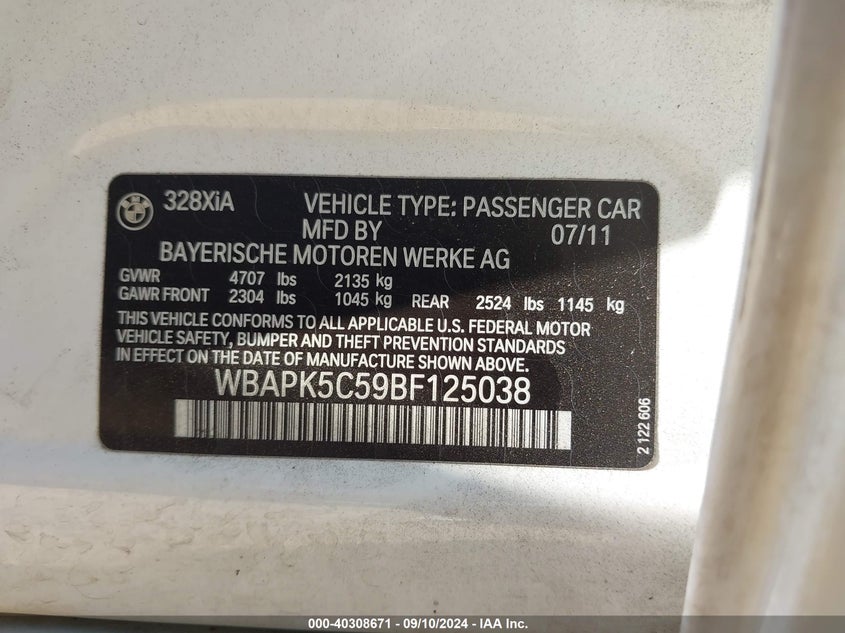 328XiA VEHICLE TYPE: PASSENGER CAR
MFD BY 07/11
BAYERISCHE MOTOREN WERKE AG
GVWR 4707 lbs 2135 kg
GAWR FRONT 2304 lbs 1045 kg REAR 2524 lbs 1145 kg
THIS VEHICLE CONFORMS TO ALL APPLICABLE U.S. FEDERAL MOTOR
VEHICLE SAFETY, BUMPER AND THEFT PREVENTION STANDARDS
IN EFFECT ON THE DATE OF MANUFACTURE SHOWN ABOVE.
WBAPK5C59BF125038
2 122 606
000-40308671 - 09/10/2024 - IAA Inc.